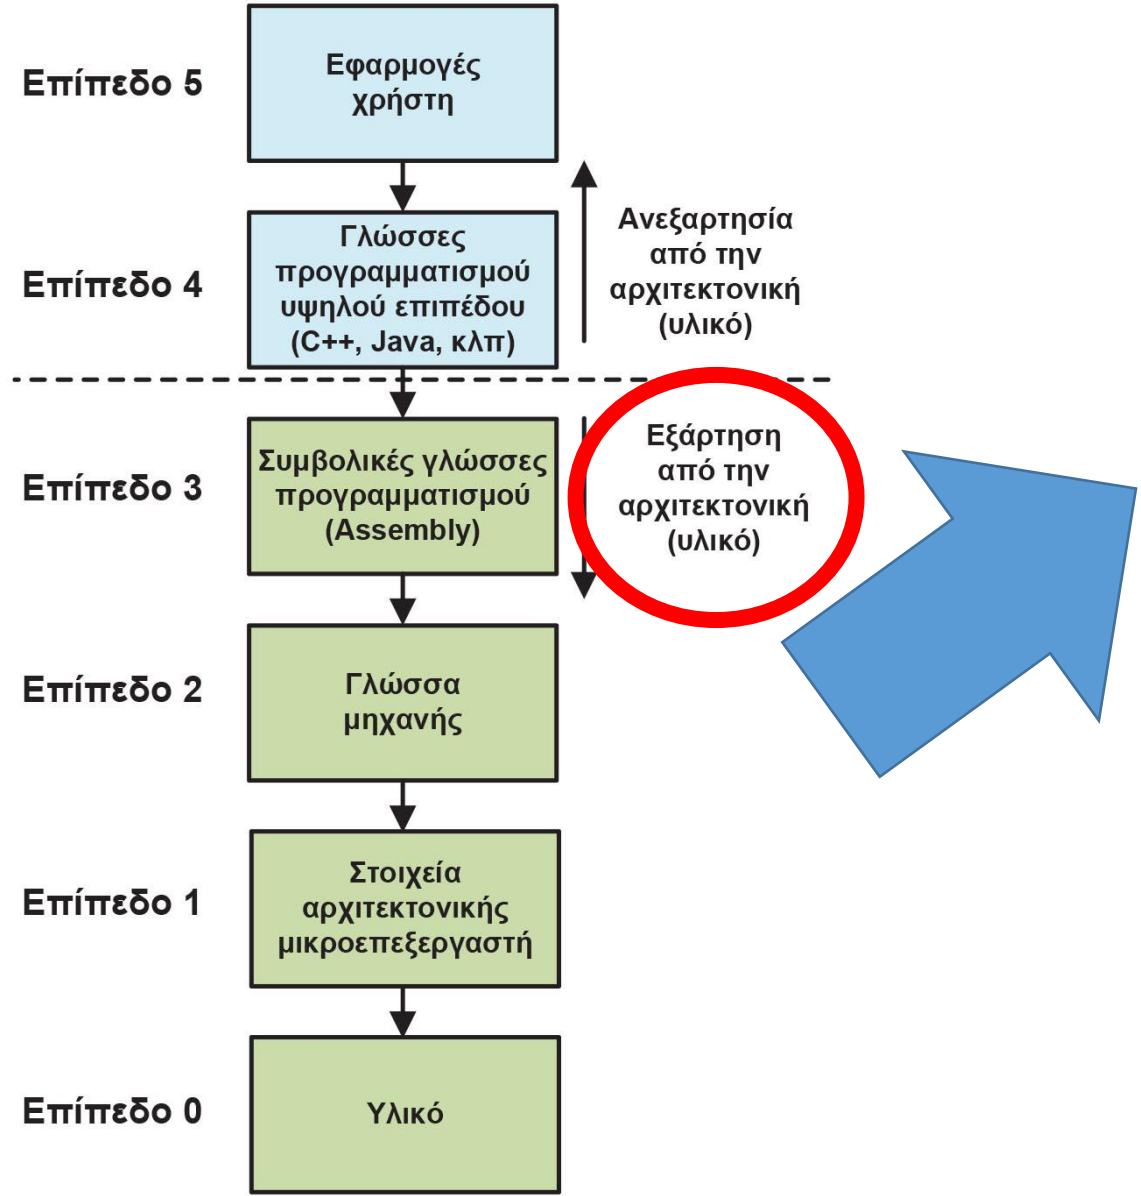 Επίπεδο 5
Εφαρμογές
χρήστη
Επίπεδο 4
Γλώσσες
προγραμματισμού
υψηλού επιπέδου
(C++, Java, κλπ)
Ανεξαρτησία
από την
αρχιτεκτονική
(υλικό)
Επίπεδο 3
Συμβολικές γλώσσες
προγραμματισμού
(Assembly)
Εξάρτηση
από την
αρχιτεκτονική
(υλικό)
Επίπεδο 2
Γλώσσα
μηχανής
Επίπεδο 1
Στοιχεία
αρχιτεκτονικής
μικροεπεξεργαστή
Επίπεδο 0
Υλικό